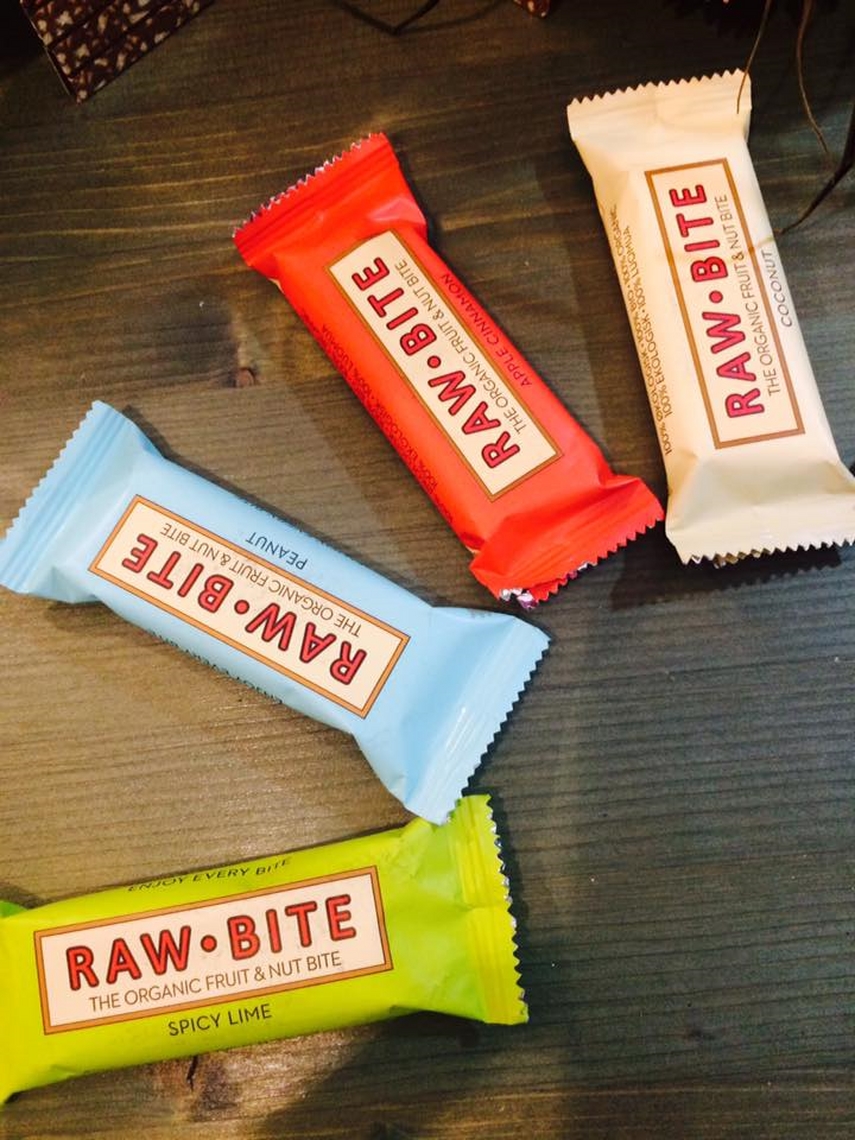 RAW•BITE
THE ORGANIC FRUIT & NUT BITE
COCONUT
RAW•BITE
THE ORGANIC FRUIT & NUT BITE
APPLE CINNAMON
PEANUT
RAW•BITE
THE ORGANIC FRUIT & NUT BITE
ENJOY EVERY BITE
RAW•BITE
THE ORGANIC FRUIT & NUT BITE
SPICY LIME